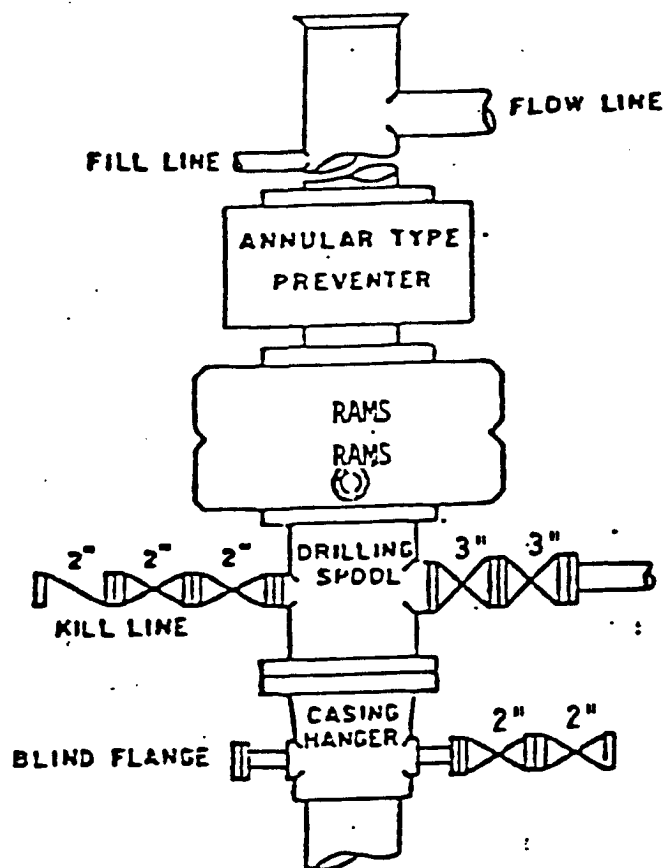 FLOW LINE
FILL LINE
ANNULAR TYPE
PREVENTER
RAMS
RAMS
2" 2" 2"
DRILLING
SPOOL
3" 3"
KILL LINE
CASING
HANGER
2" 2"
BLIND FLANGE